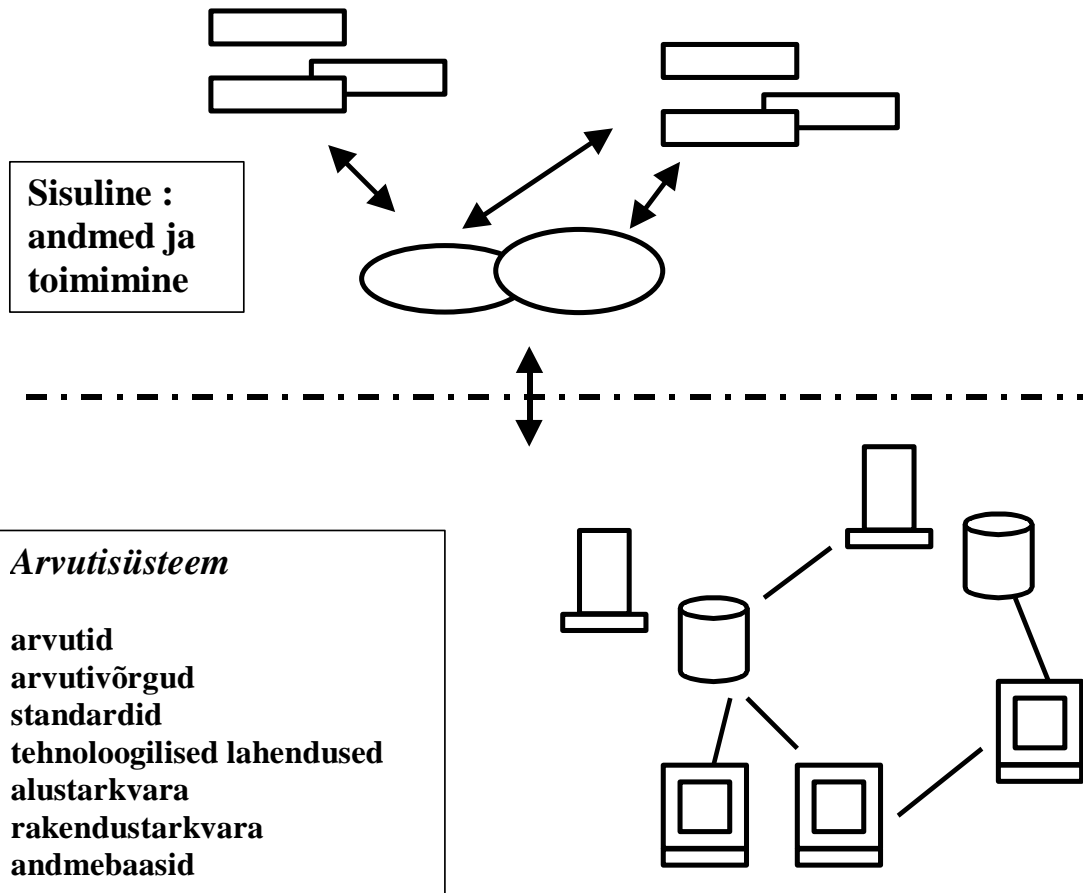 Sisuline :
andmed ja
toimimine
Arvutisüsteem
arvutid
arvutivõrgud
standardid
tehnoloogilised lahendused
alustarkvara
rakendustarkvara
andmebaasid